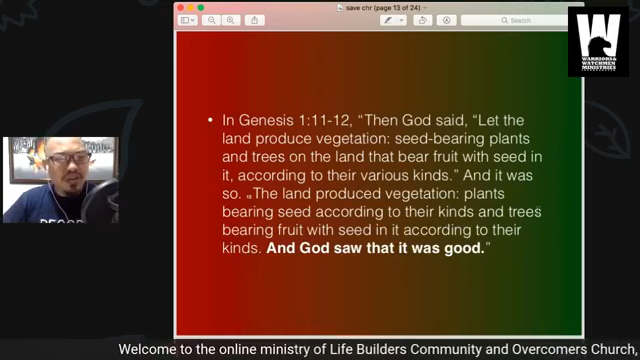 save chr (page 13 of 24)
Search
WARRIORS &
WATCHMEN
MINISTRIES
• In Genesis 1:11-12, “Then God said, “Let the
land produce vegetation: seed-bearing plants
and trees on the land that bear fruit with seed in
it, according to their various kinds.” And it was
so. 12 The land produced vegetation: plants
bearing seed according to their kinds and trees
bearing fruit with seed in it according to their
kinds. And God saw that it was good.”
Welcome to the online ministry of Life Builders Community and Overcomers Church,